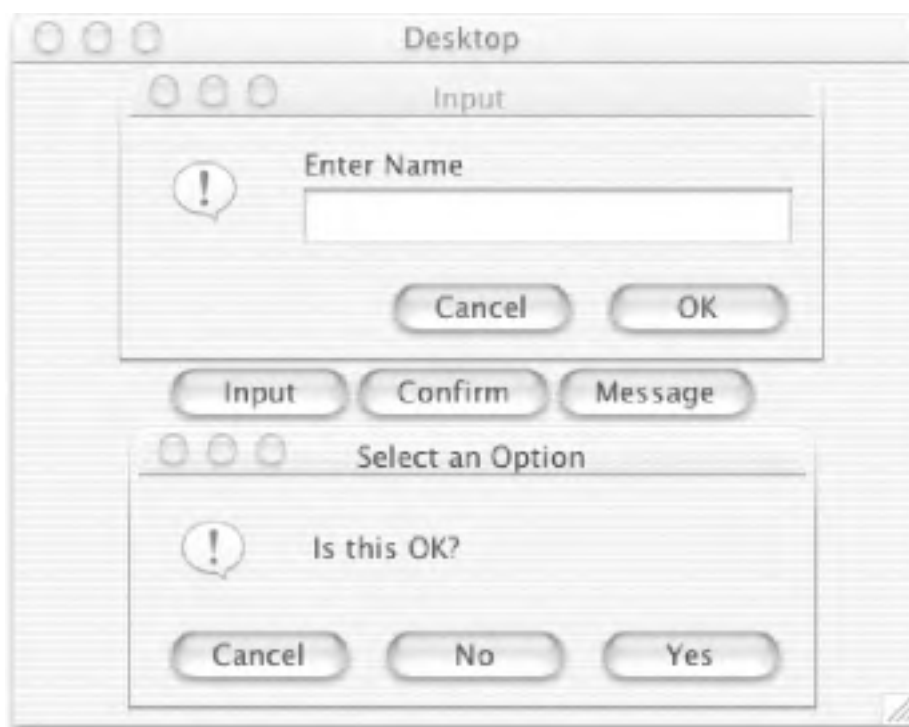 Desktop
Input
Enter Name
Cancel OK
Input Confirm Message
Select an Option
Is this OK?
Cancel No Yes